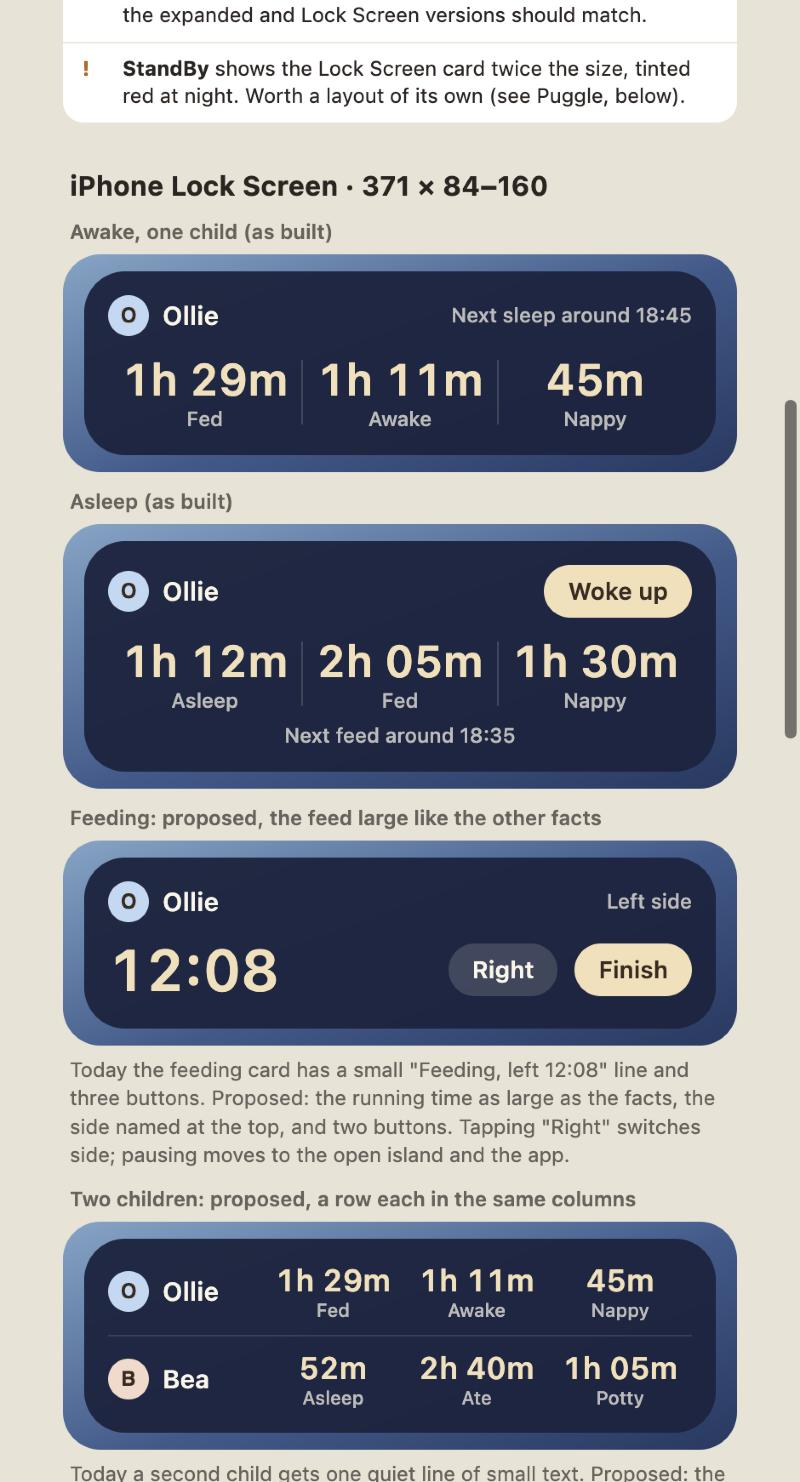 the expanded and Lock Screen versions should match.
! StandBy shows the Lock Screen card twice the size, tinted
red at night. Worth a layout of its own (see Puggle, below).
iPhone Lock Screen · 371 × 84–160
Awake, one child (as built)
O Ollie Next sleep around 18:45
1h 29m 1h 11m 45m
Fed Awake Nappy
Asleep (as built)
O Ollie Woke up
1h 12m 2h 05m 1h 30m
Asleep Fed Nappy
Next feed around 18:35
Feeding: proposed, the feed large like the other facts
O Ollie Left side
12:08 Right Finish
Today the feeding card has a small "Feeding, left 12:08" line and
three buttons. Proposed: the running time as large as the facts, the
side named at the top, and two buttons. Tapping "Right" switches
side; pausing moves to the open island and the app.
Two children: proposed, a row each in the same columns
O Ollie 1h 29m 1h 11m 45m
Fed Awake Nappy
B Bea 52m 2h 40m 1h 05m
Asleep Ate Potty
Today a second child gets one quiet line of small text. Proposed: the